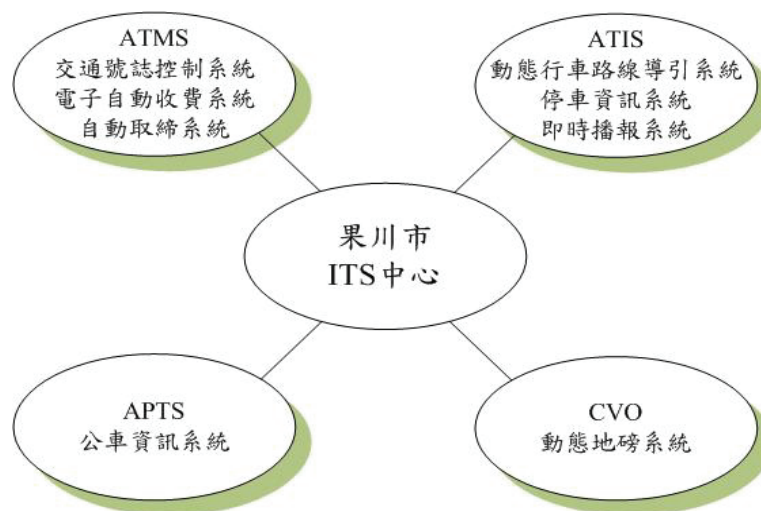 ATMS
交通號誌控制系統
電子自動收費系統
自動取締系統
ATIS
動態行車路線導引系統
停車資訊系統
即時播報系統
果川市
ITS中心
APTS
公車資訊系統
CVO
動態地磅系統